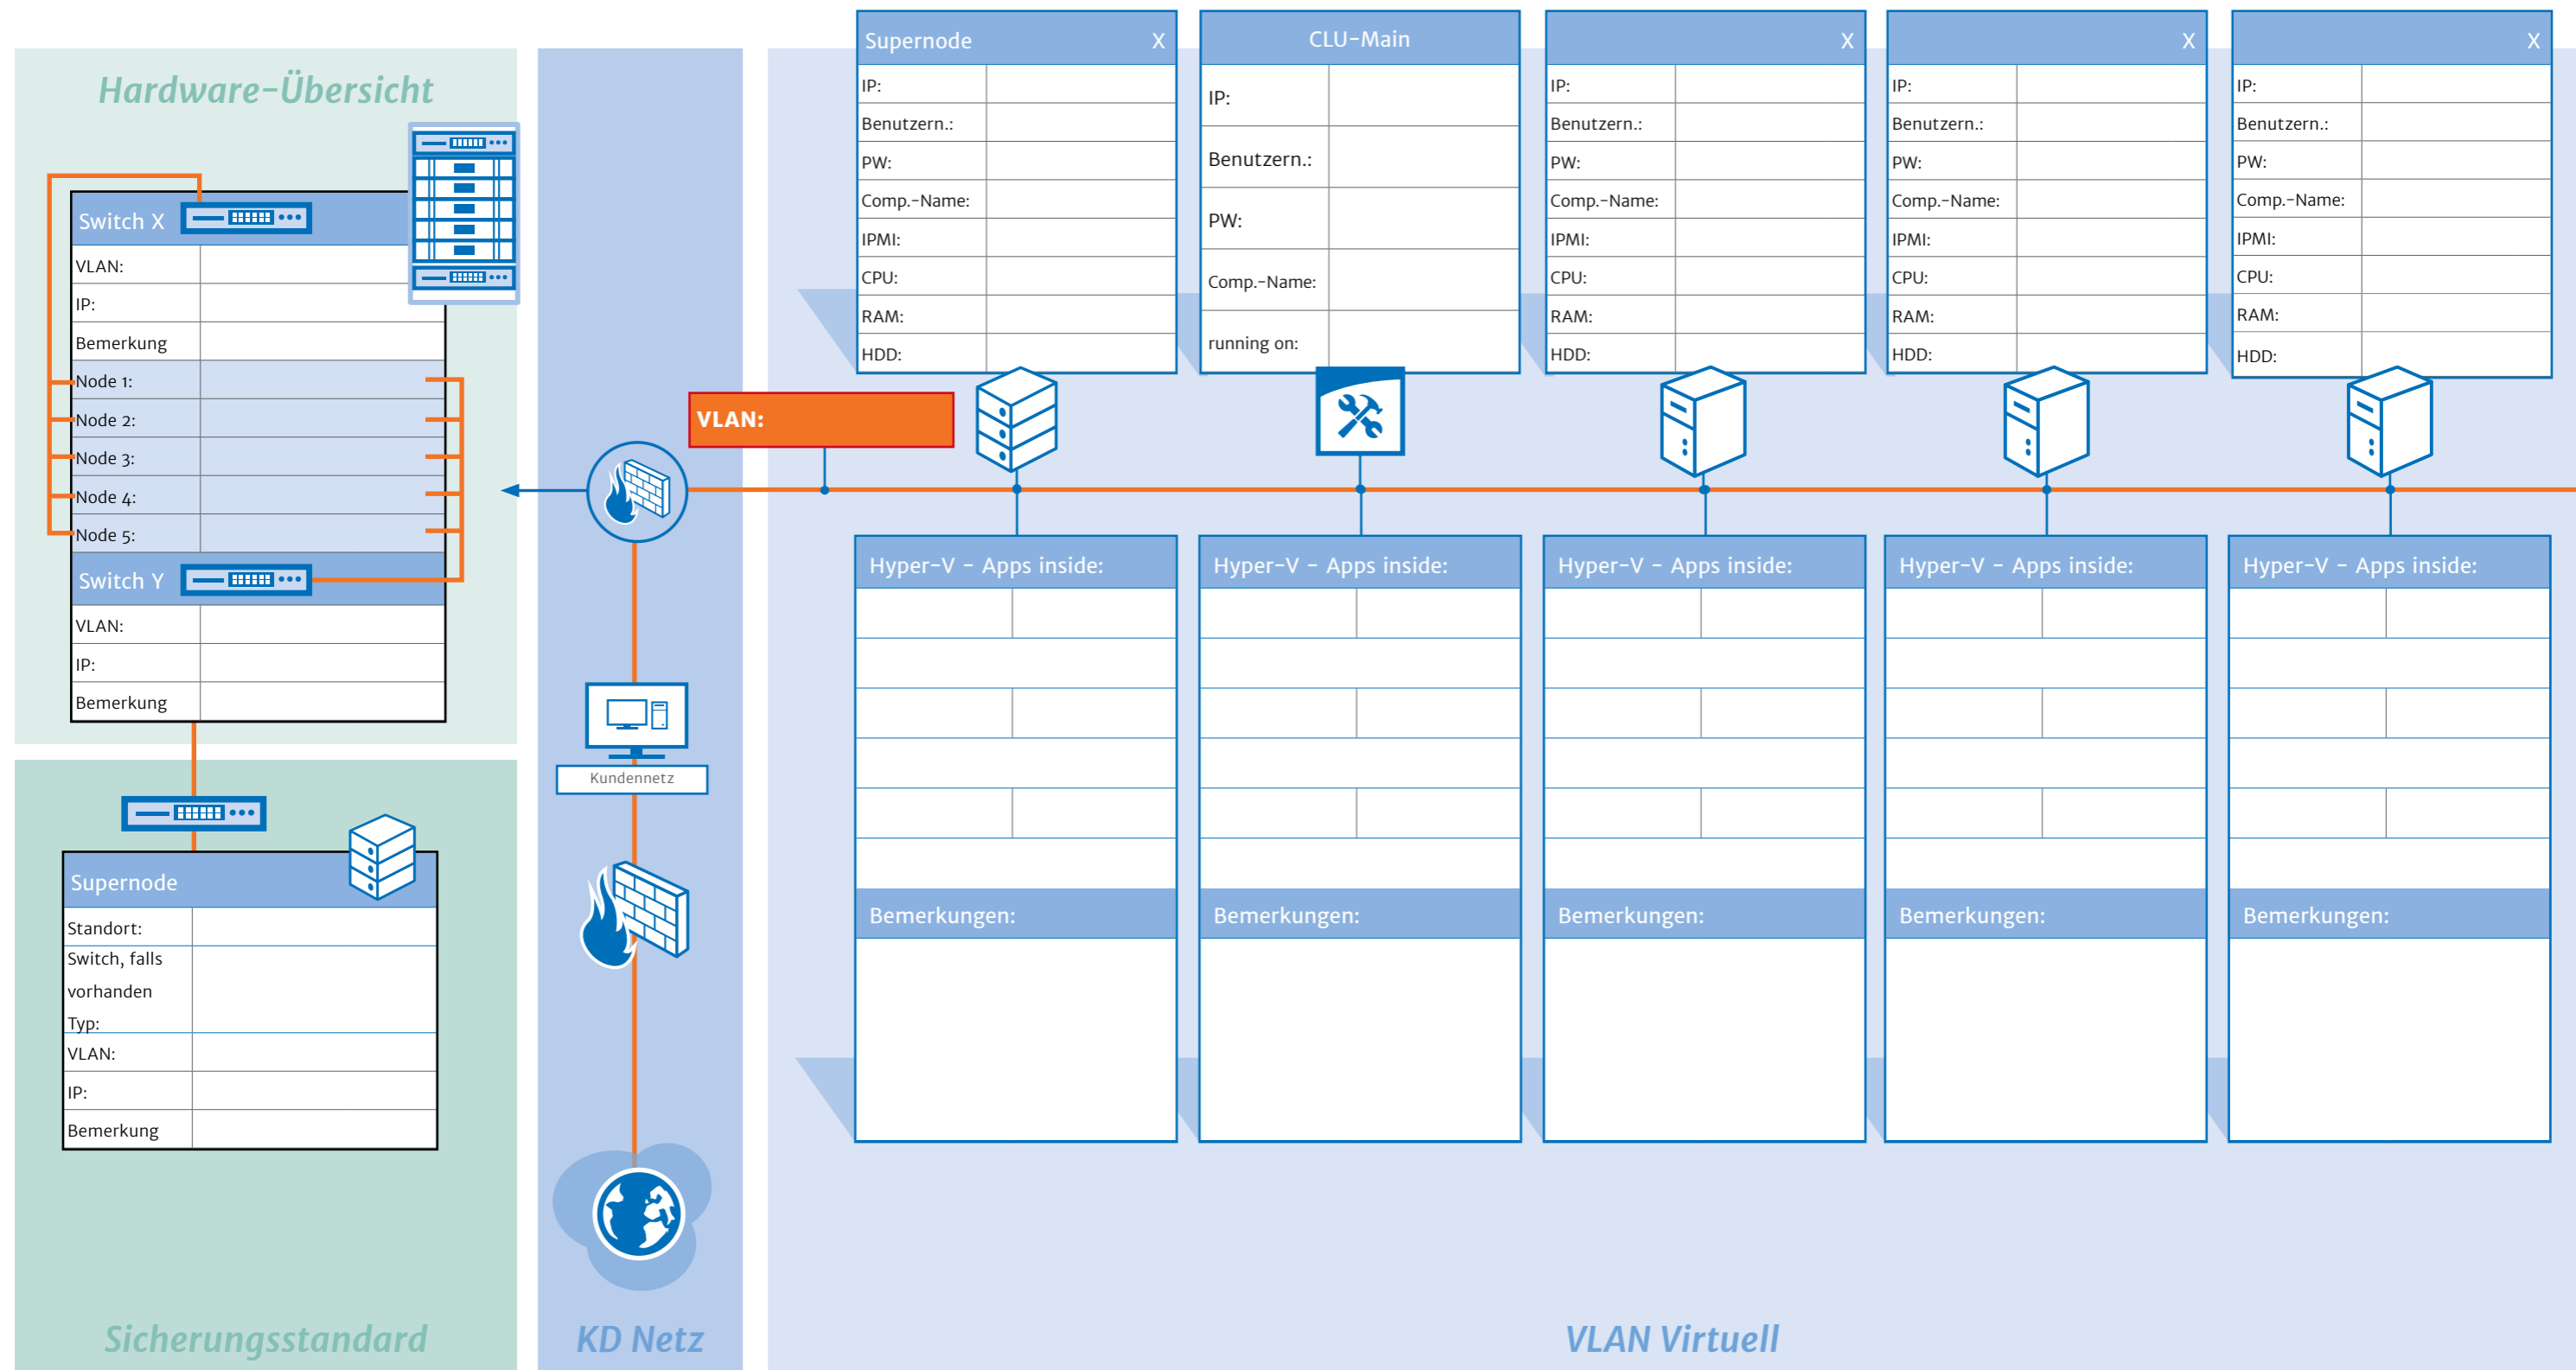 Hardware-Übersicht
Switch X
VLAN:
IP:
Bemerkung
Node 1:
Node 2:
Node 3:
Node 4:
Node 5:
Switch Y
VLAN:
IP:
Bemerkung
Supernode
Standort:
Switch, falls
vorhanden
Typ:
VLAN:
IP:
Bemerkung
Sicherungsstandard
Kundennetz
KD Netz
VLAN:
Supernode X
IP:
Benutzern.:
PW:
Comp.-Name:
IPMI:
CPU:
RAM:
HDD:
CLU-Main
IP:
Benutzern.:
PW:
Comp.-Name:
running on:
X
IP:
Benutzern.:
PW:
Comp.-Name:
IPMI:
CPU:
RAM:
HDD:
X
IP:
Benutzern.:
PW:
Comp.-Name:
IPMI:
CPU:
RAM:
HDD:
X
IP:
Benutzern.:
PW:
Comp.-Name:
IPMI:
CPU:
RAM:
HDD:
Hyper-V - Apps inside:
Bemerkungen:
Hyper-V - Apps inside:
Bemerkungen:
Hyper-V - Apps inside:
Bemerkungen:
Hyper-V - Apps inside:
Bemerkungen:
Hyper-V - Apps inside:
Bemerkungen:
VLAN Virtuell